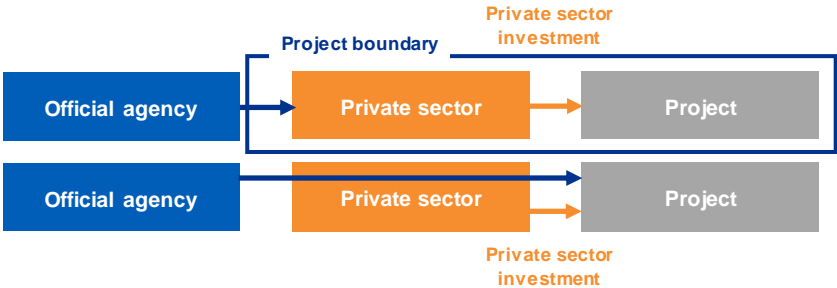 Private sector
investment
Project boundary
Official agency
Private sector
Project
Official agency
Private sector
Project
Private sector
investment